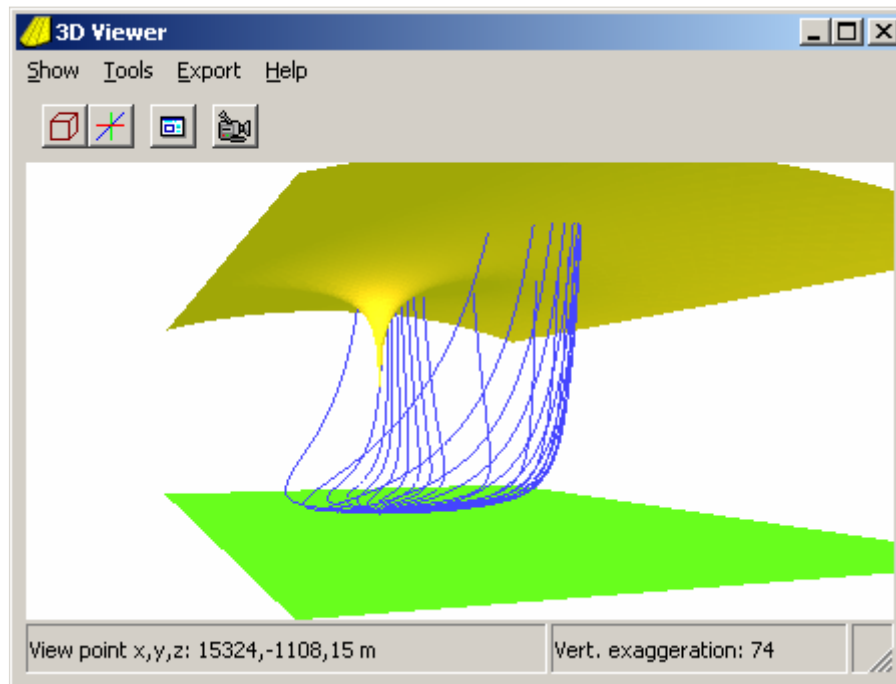 3D Viewer
Show Tools Export Help
View point x,y,z: 15324,-1108,15 m Vert. exaggeration: 74